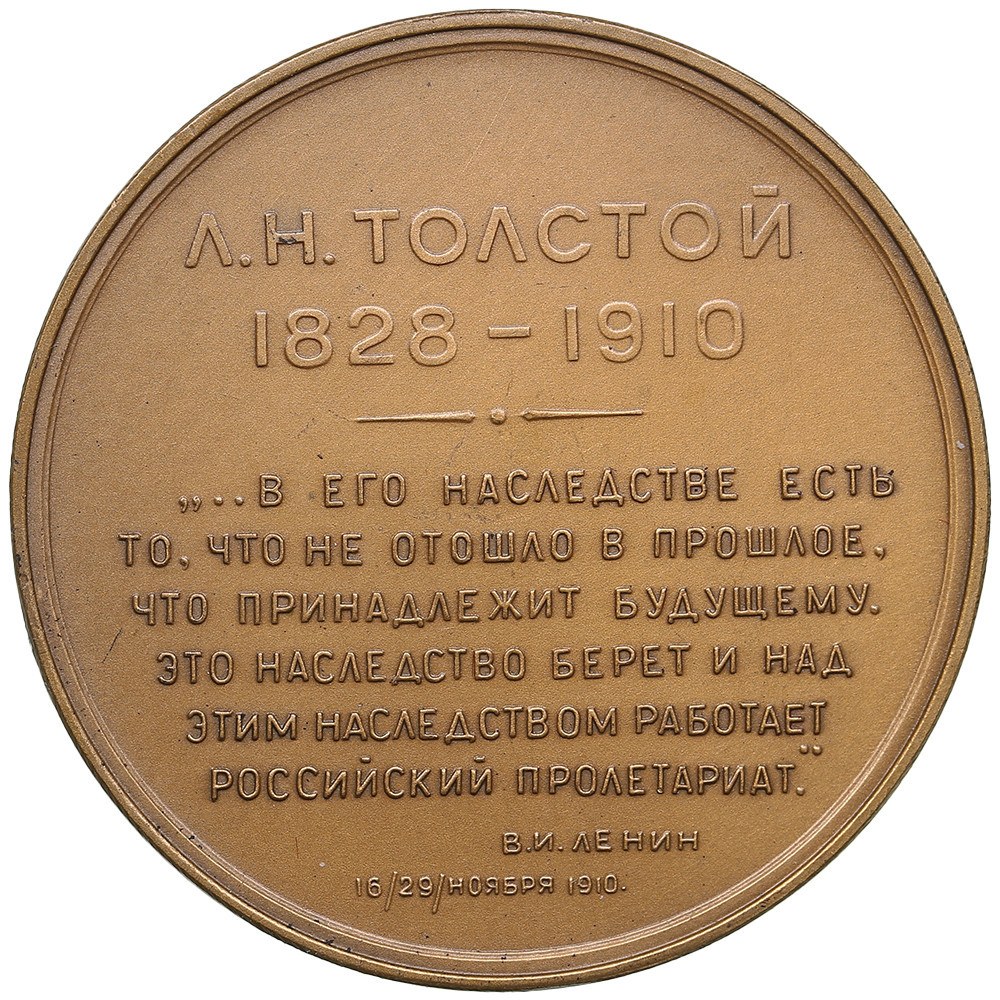 Л.Н. ТОЛСТОЙ
1828 – 1910
„... В ЕГО НАСЛЕДСТВЕ ЕСТЬ
ТО, ЧТО НЕ ОТОШЛО В ПРОШЛОЕ,
ЧТО ПРИНАДЛЕЖИТ БУДУЩЕМУ.
ЭТО НАСЛЕДСТВО БЕРЕТ И НАД
ЭТИМ НАСЛЕДСТВОМ РАБОТАЕТ
РОССИЙСКИЙ ПРОЛЕТАРИАТ."
В.И. ЛЕНИН
16/29/НОЯБРЯ 1910.